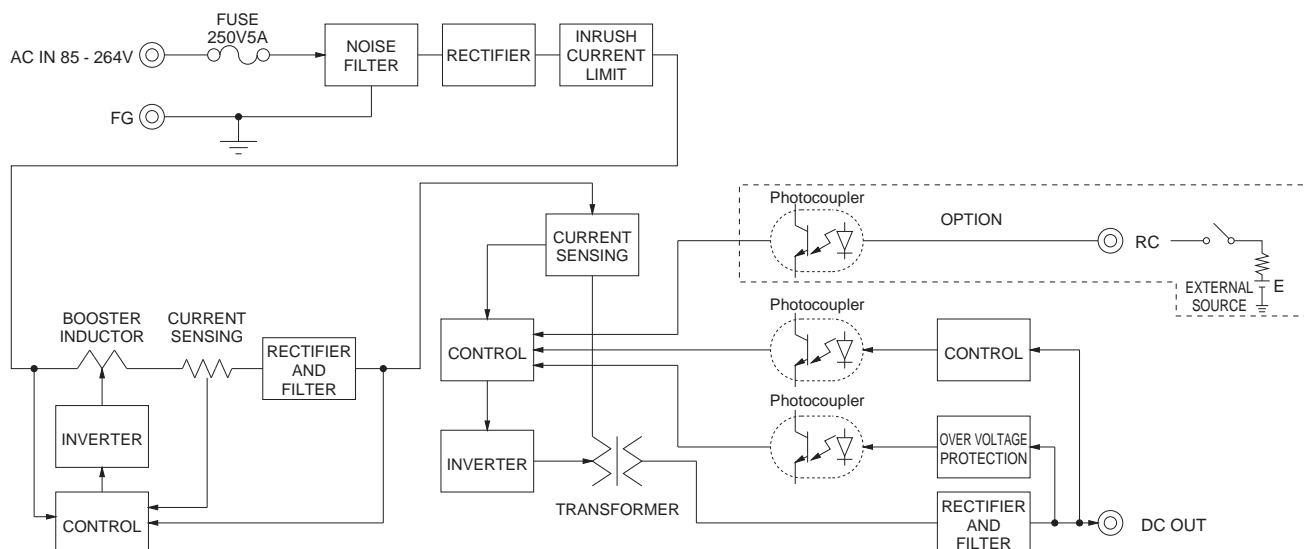 FUSE
250V5A
AC IN 85 - 264V
NOISE
FILTER
RECTIFIER
INRUSH
CURRENT
LIMIT
FG
Photocoupler
OPTION
RC
EXTERNAL
SOURCE
E
CURRENT
SENSING
BOOSTER
INDUCTOR
CURRENT
SENSING
RECTIFIER
AND
FILTER
CONTROL
Photocoupler
CONTROL
Photocoupler
OVER VOLTAGE
PROTECTION
INVERTER
INVERTER
TRANSFORMER
CONTROL
RECTIFIER
AND
FILTER
DC OUT